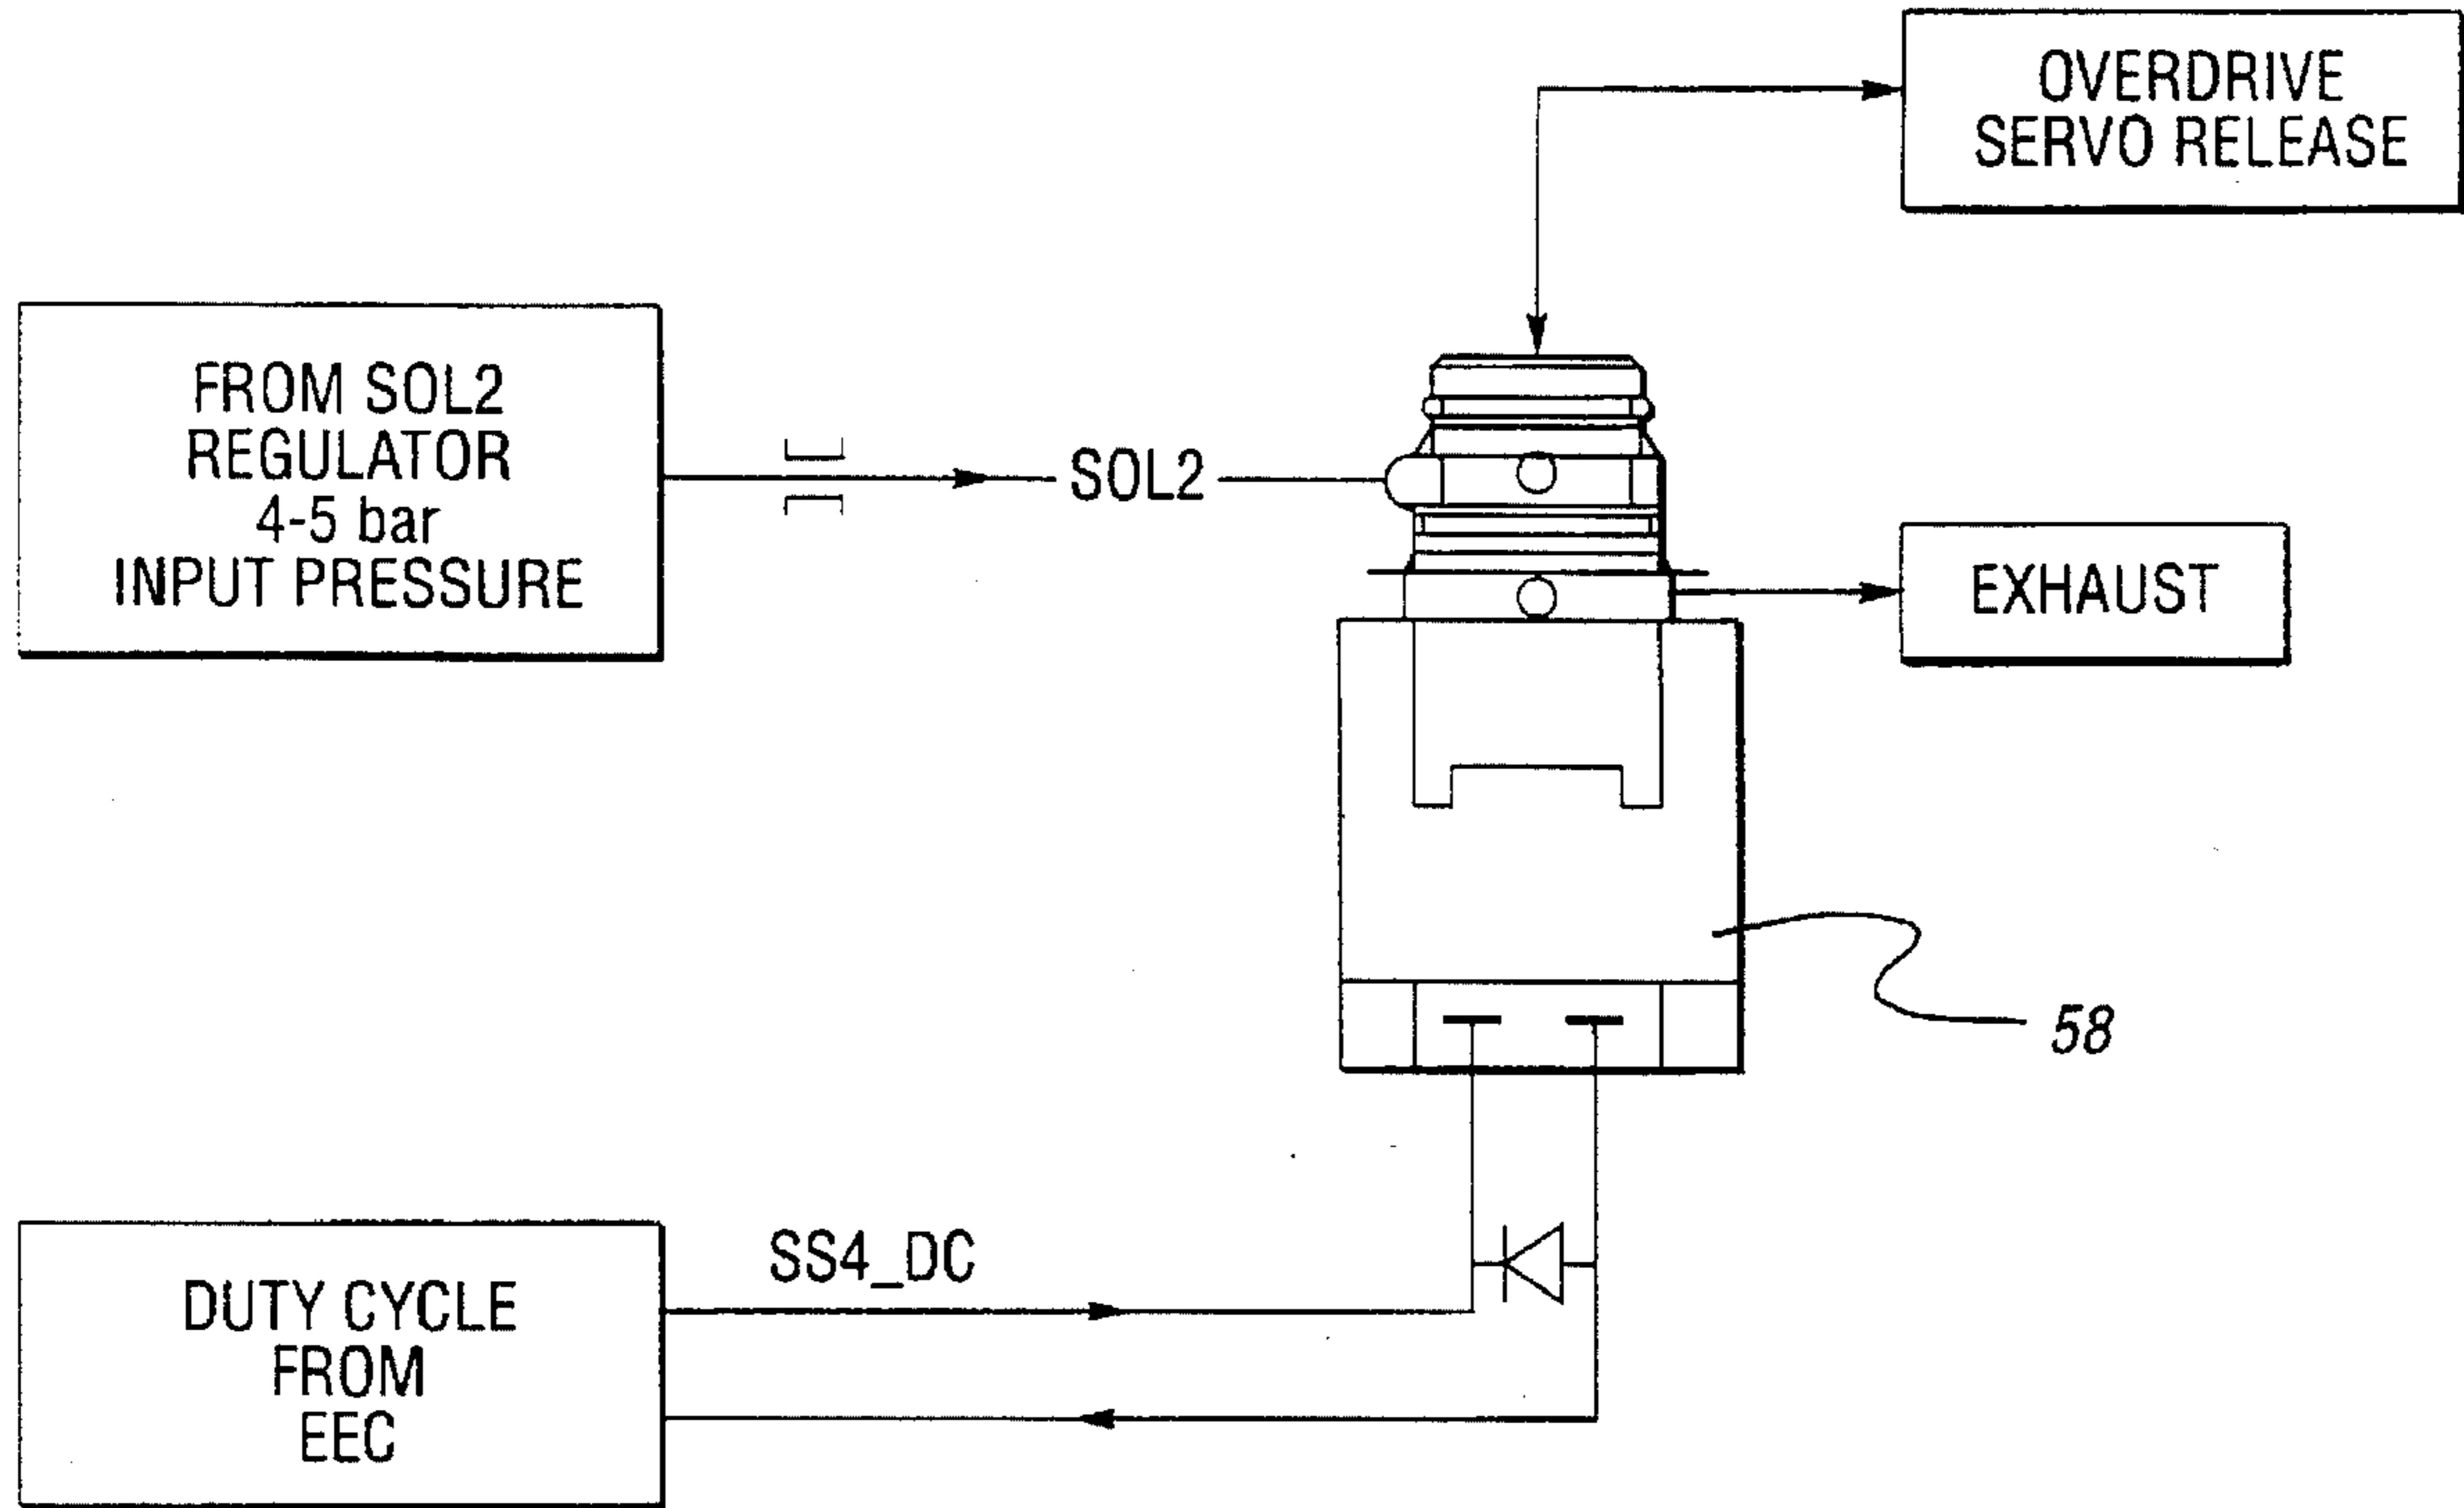 OVERDRIVE
SERVO RELEASE
FROM SOL2
REGULATOR
4-5 bar
INPUT PRESSURE
SOL2
EXHAUST
58
SS4_DC
DUTY CYCLE
FROM
EEC